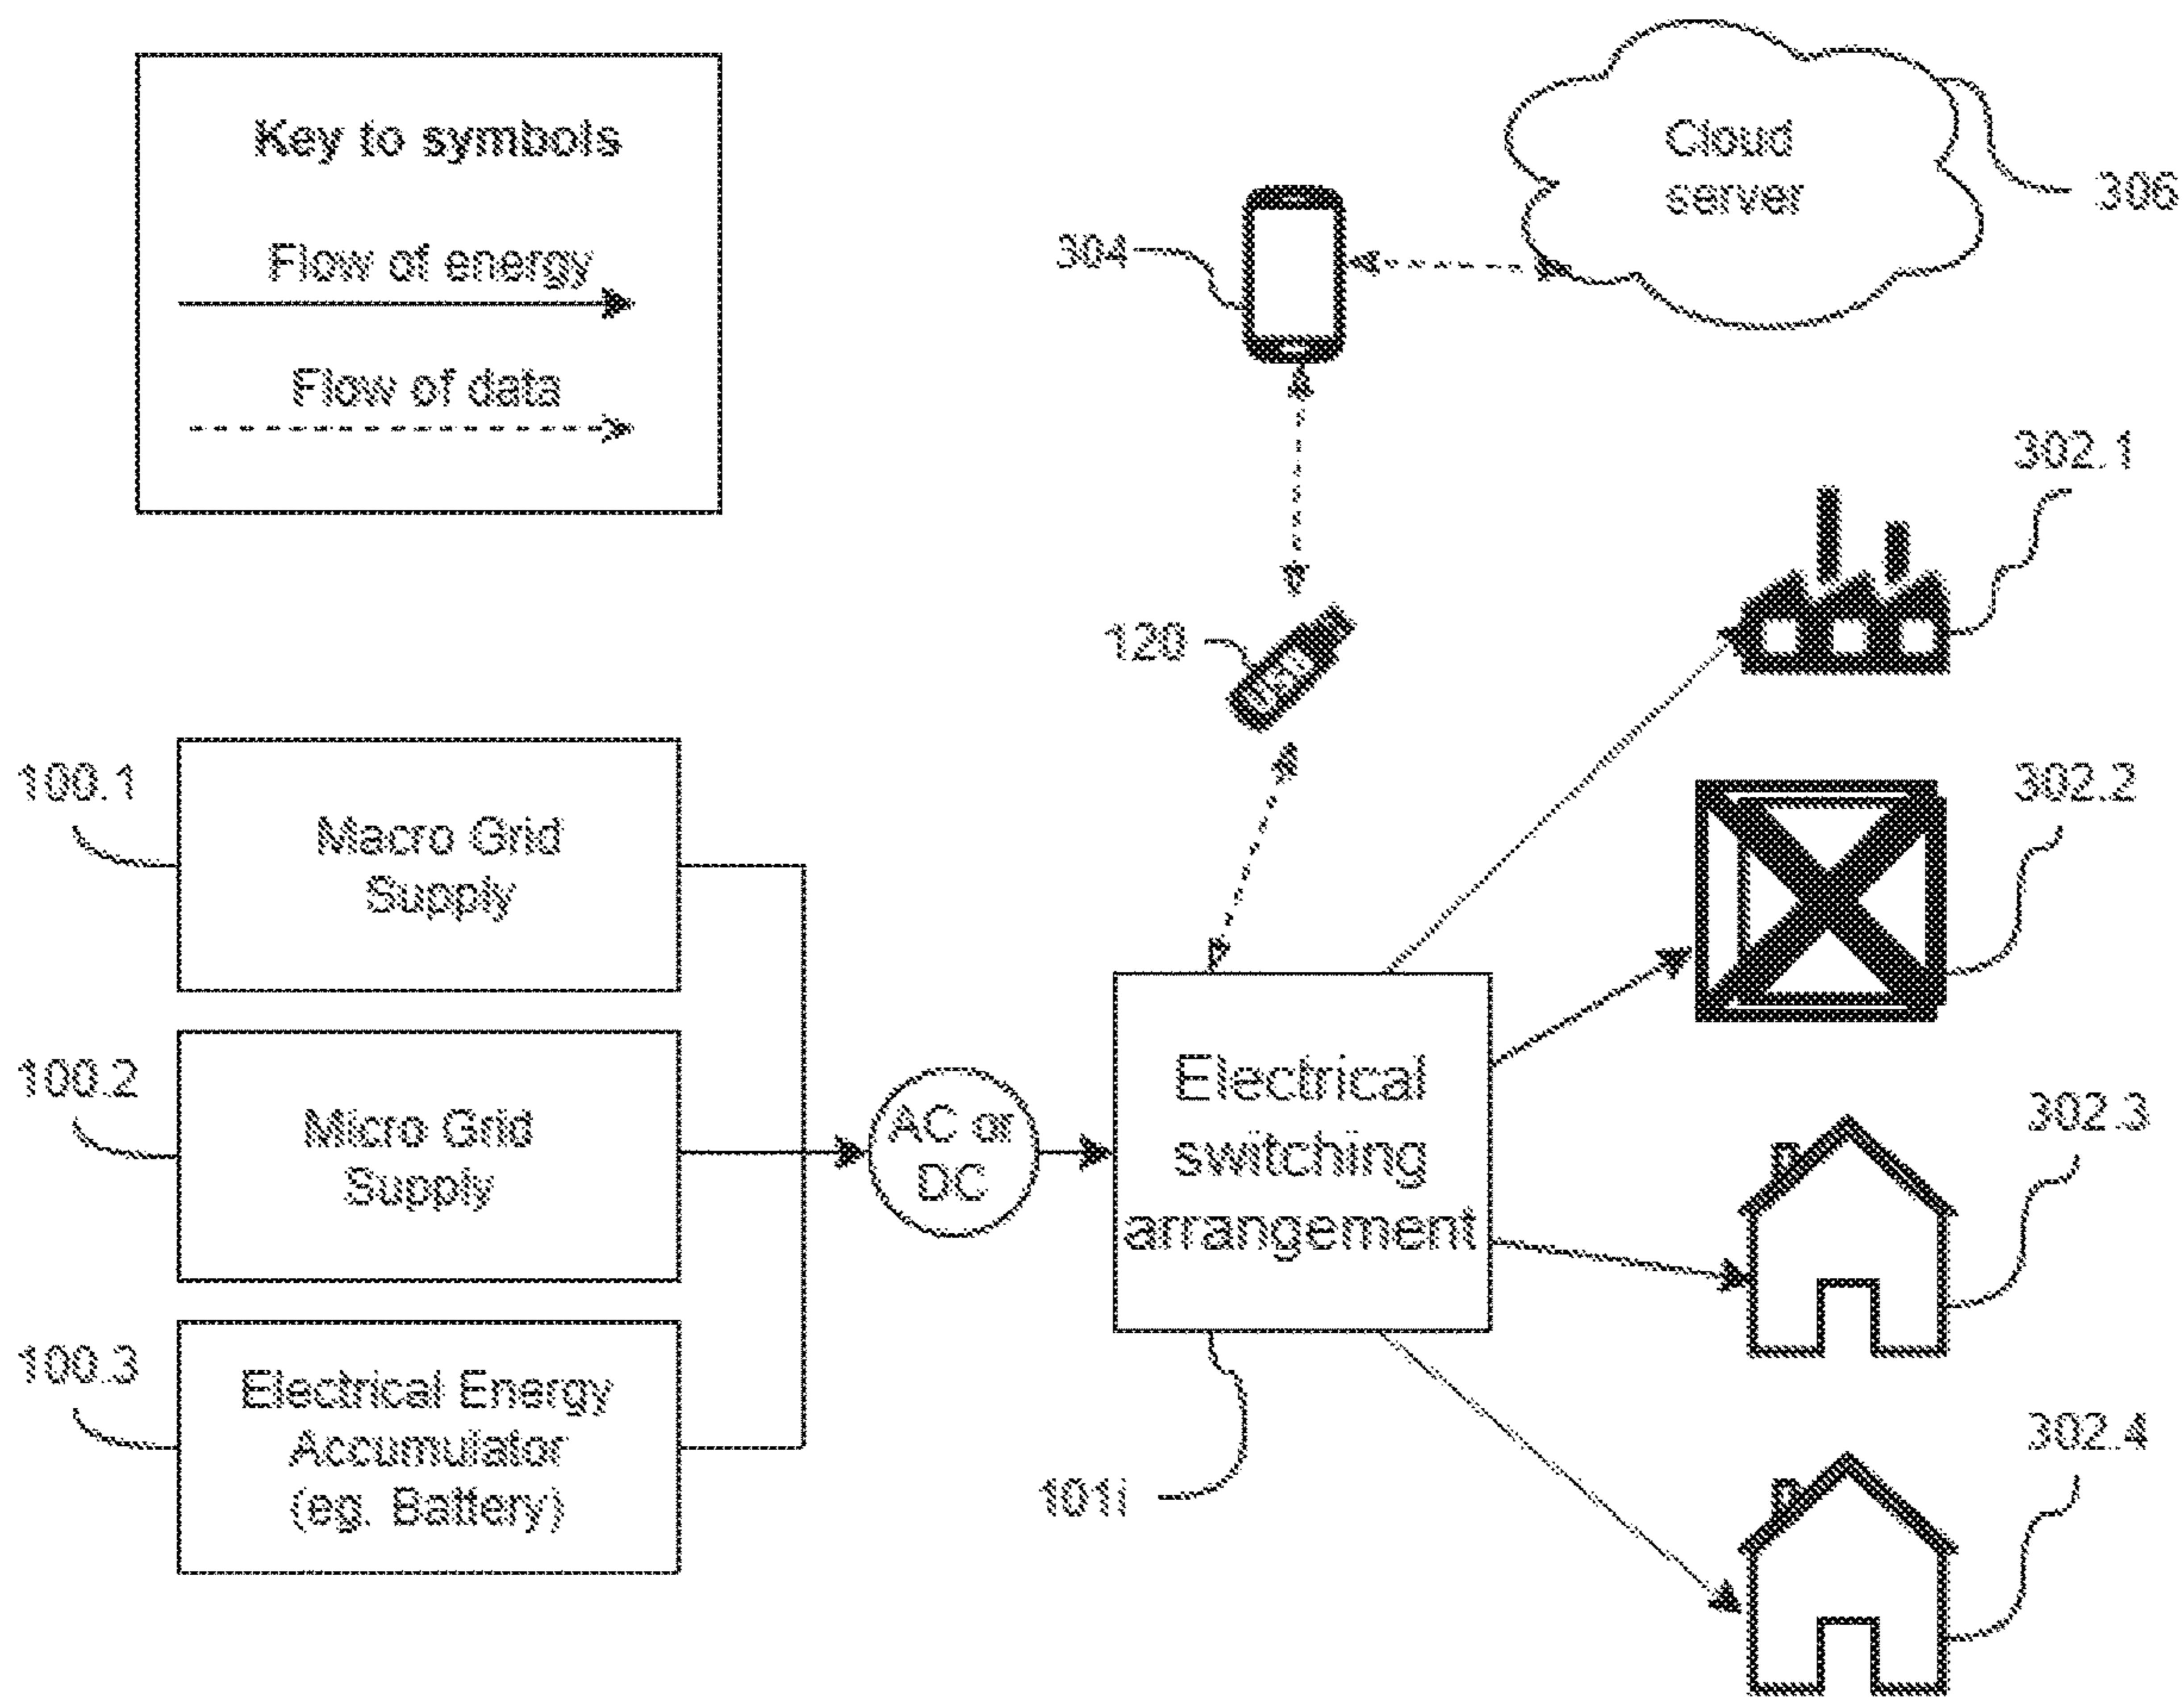 Key to symbols
Flow of energy
Flow of data
Cloud
server
306
304
302.1
120
302.2
100.1
Macro Grid
Supply
100.2
Micro Grid
Supply
AC or
DC
Electrical
switching
arrangement
302.3
100.3
Electrical Energy
Accumulator
(eg. Battery)
101i
302.4